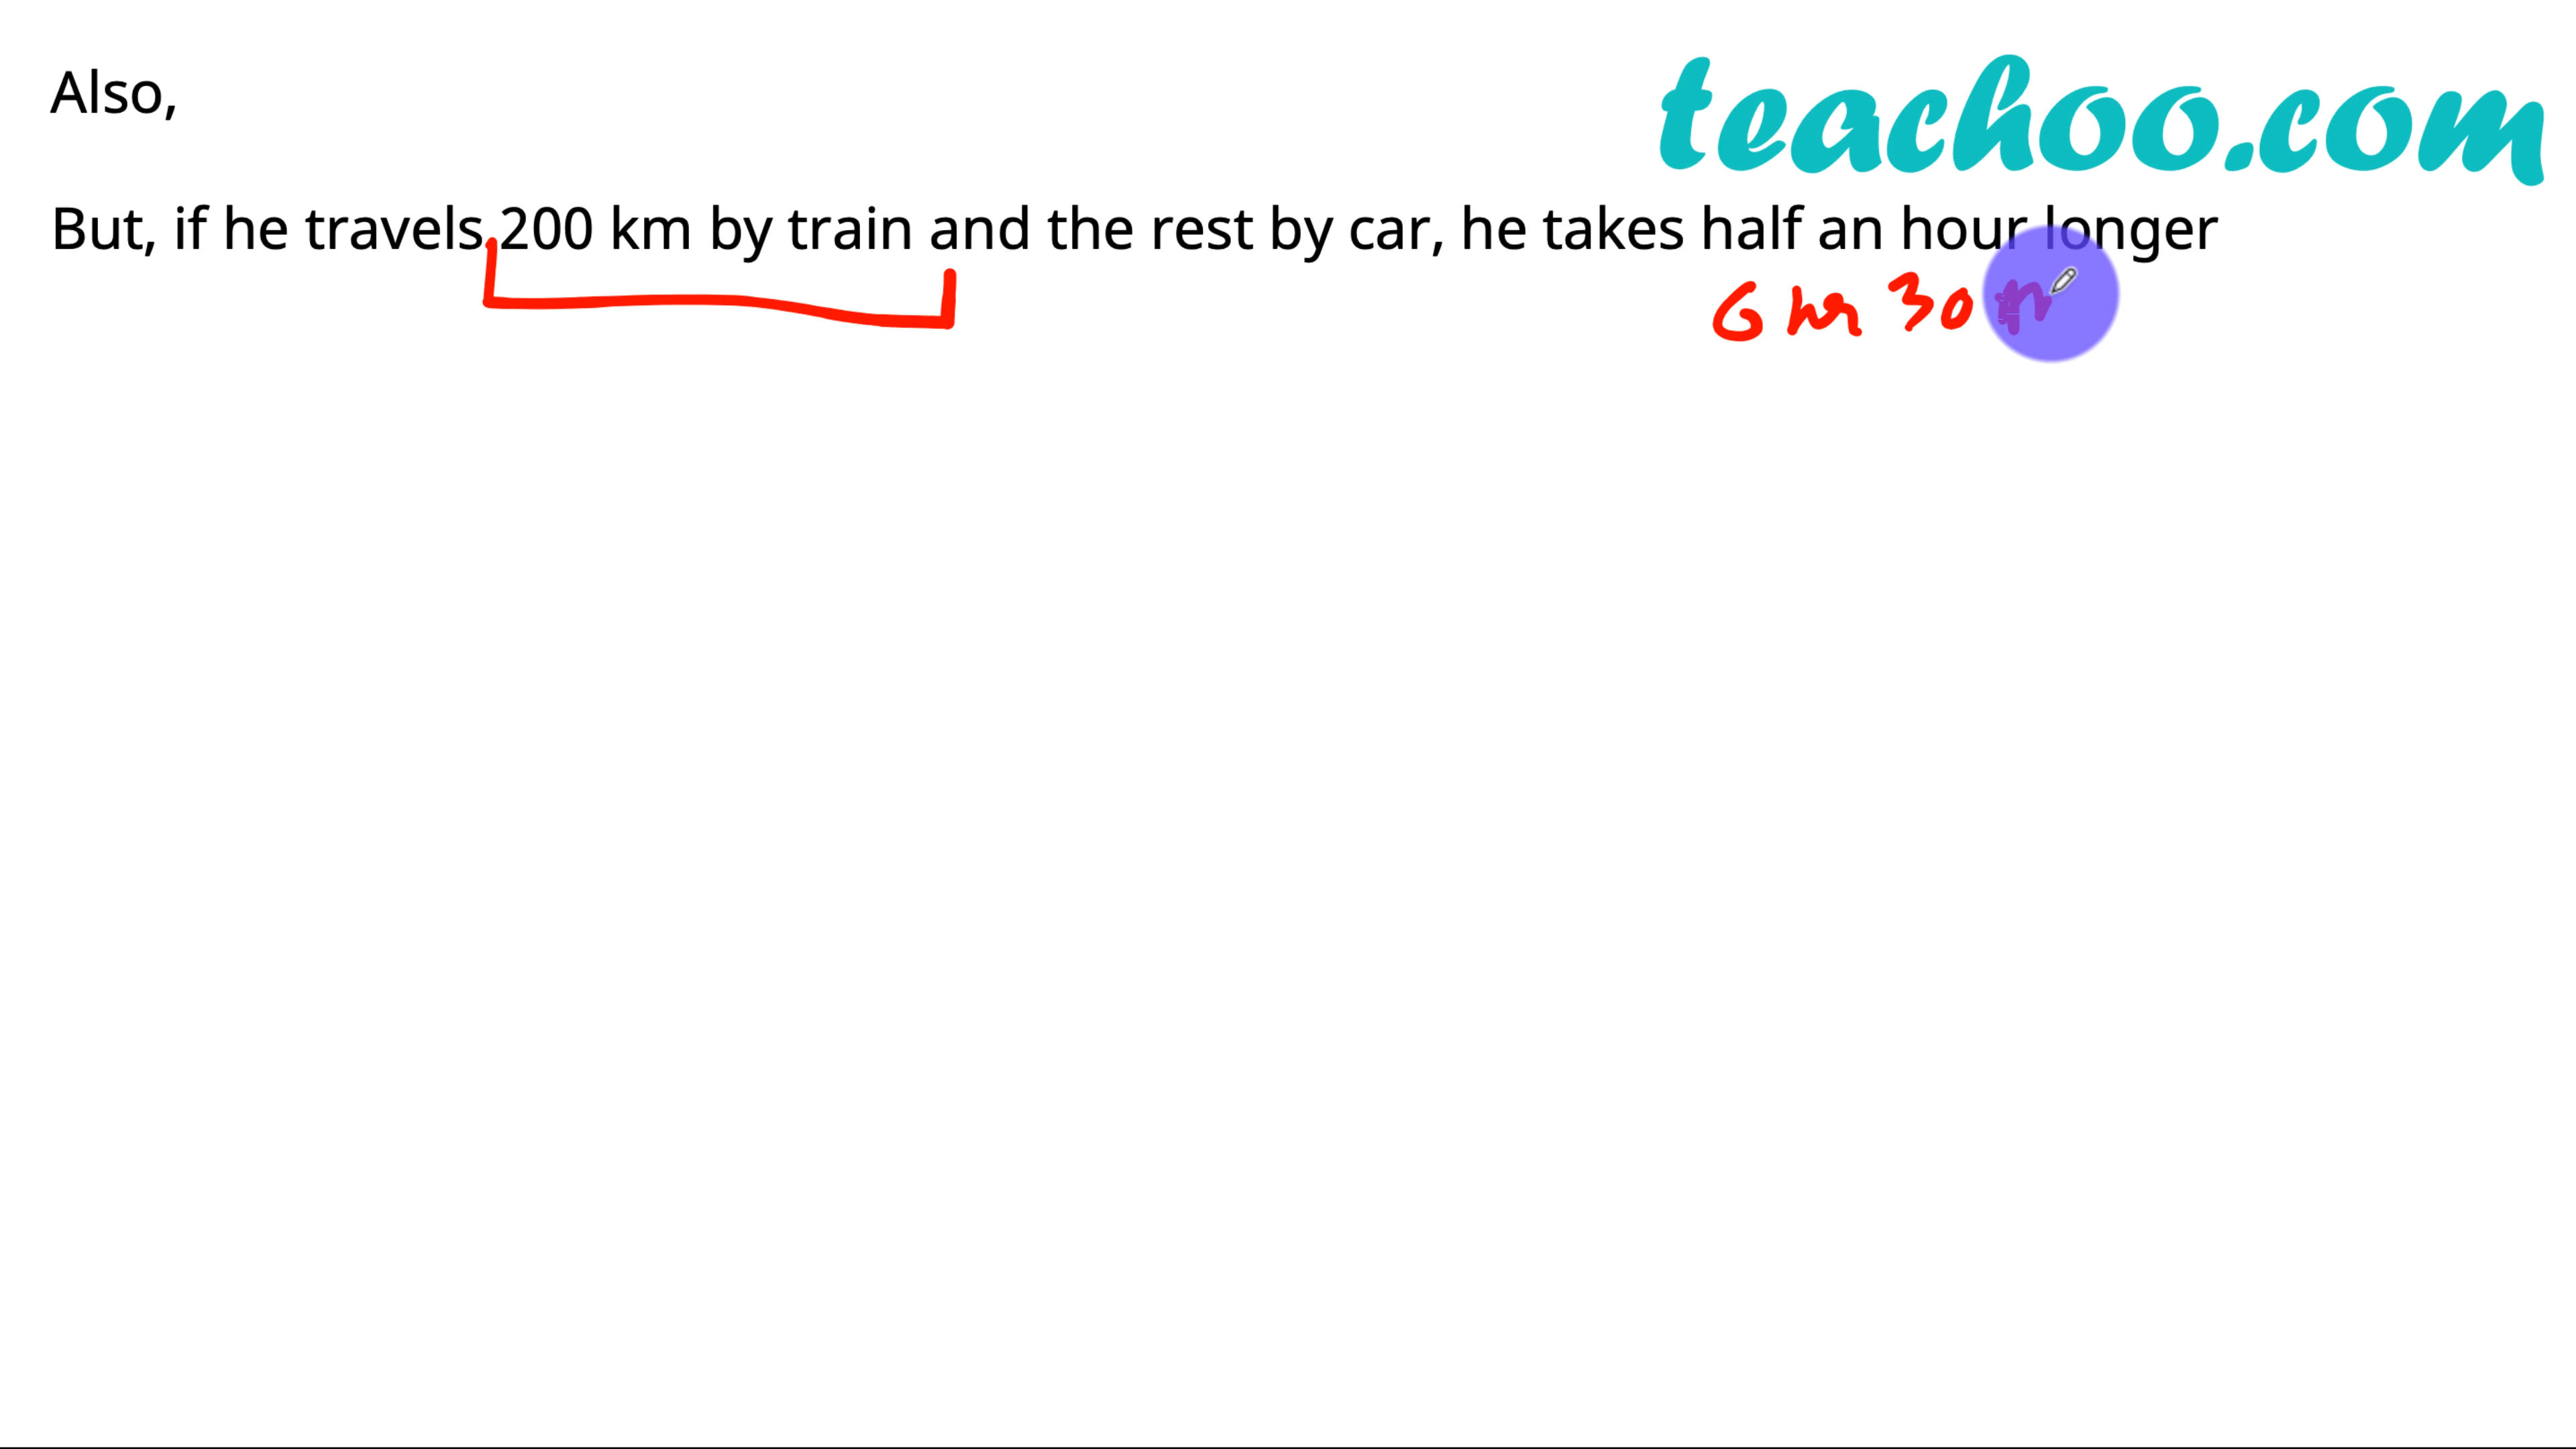 Also,
teachoo.com
But, if he travels 200 km by train and the rest by car, he takes half an hour longer
6 hr 30 m